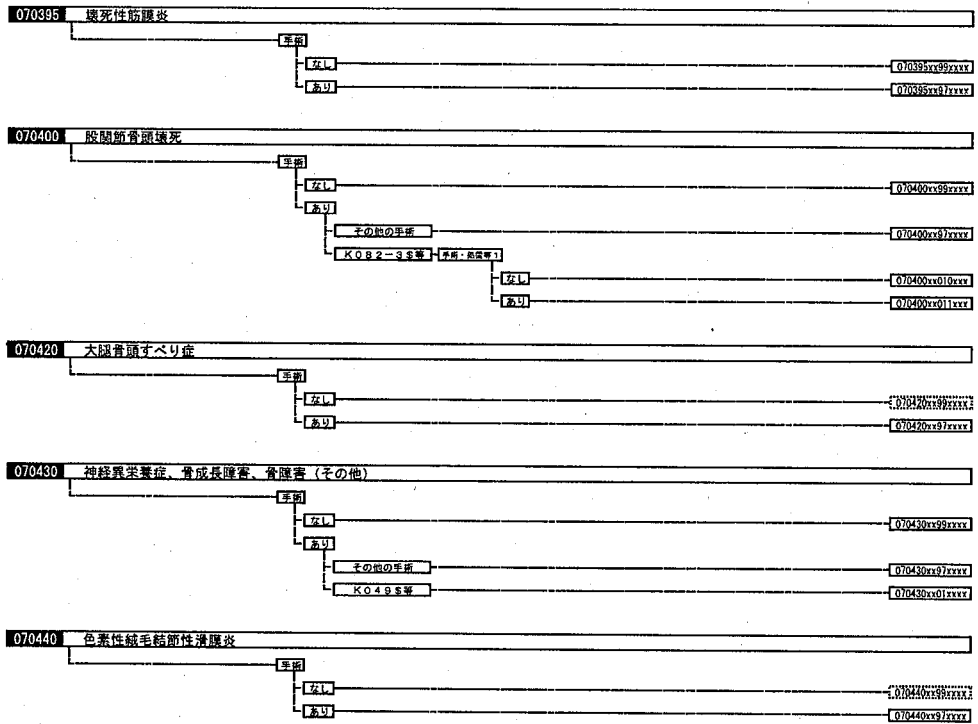 070395 壊死性筋膜炎
手術
なし 070395xx99xxxx
あり 070395xx97xxxx
070400 股関節骨頭壊死
手術
なし 070400xx99xxxx
あり
その他の手術 070400xx97xxxx
K082-3$等 手術・処置等1
なし 070400xx010xxx
あり 070400xx011xxx
070420 大腿骨頭すべり症
手術
なし 070420xx99xxxx
あり 070420xx97xxxx
070430 神経異栄養症、骨成長障害、骨障害（その他）
手術
なし 070430xx99xxxx
あり
その他の手術 070430xx97xxxx
K049$等 070430xx01xxxx
070440 色素性絨毛結節性滑膜炎
手術
なし 070440xx99xxxx
あり 070440xx97xxxx